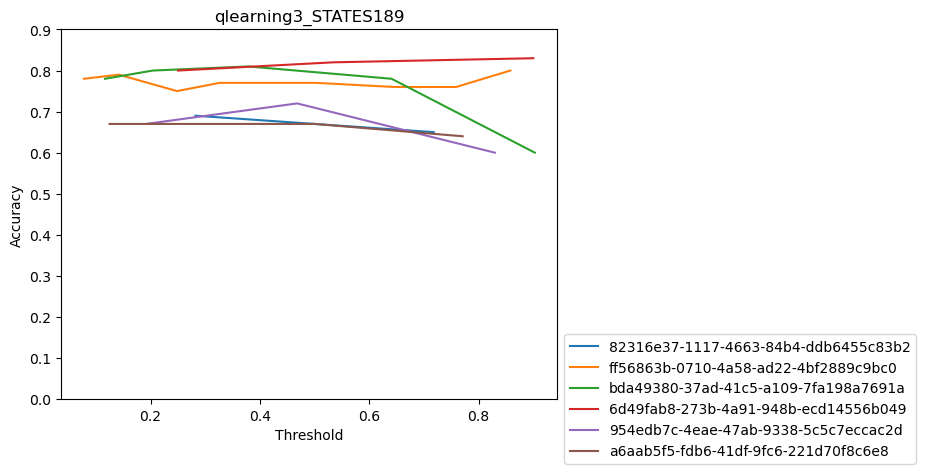 qlearning3_STATES189
0.9
0.8
0.7
0.6
0.5
0.4
0.3
0.2
0.1
0.0
Accuracy
0.2 0.4 0.6 0.8
Threshold
82316e37-1117-4663-84b4-ddb6455c83b2
ff56863b-0710-4a58-ad22-4bf2889c9bc0
bda49380-37ad-41c5-a109-7fa198a7691a
6d49fab8-273b-4a91-948b-ecd14556b049
954edb7c-4eae-47ab-9338-5c5c7eccac2d
a6aab5f5-fdb6-41df-9fc6-221d70f8c6e8